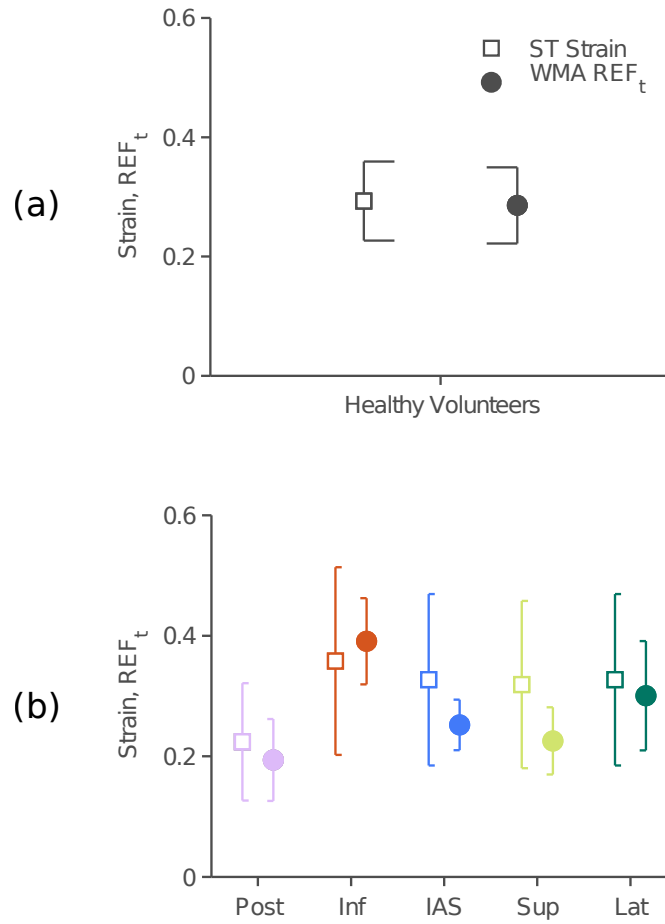 (a)
Strain, REF_t
0.6
0.4
0.2
0
ST Strain
WMA REF_t
Healthy Volunteers
(b)
Strain, REF_t
0.6
0.4
0.2
0
Post Inf IAS Sup Lat